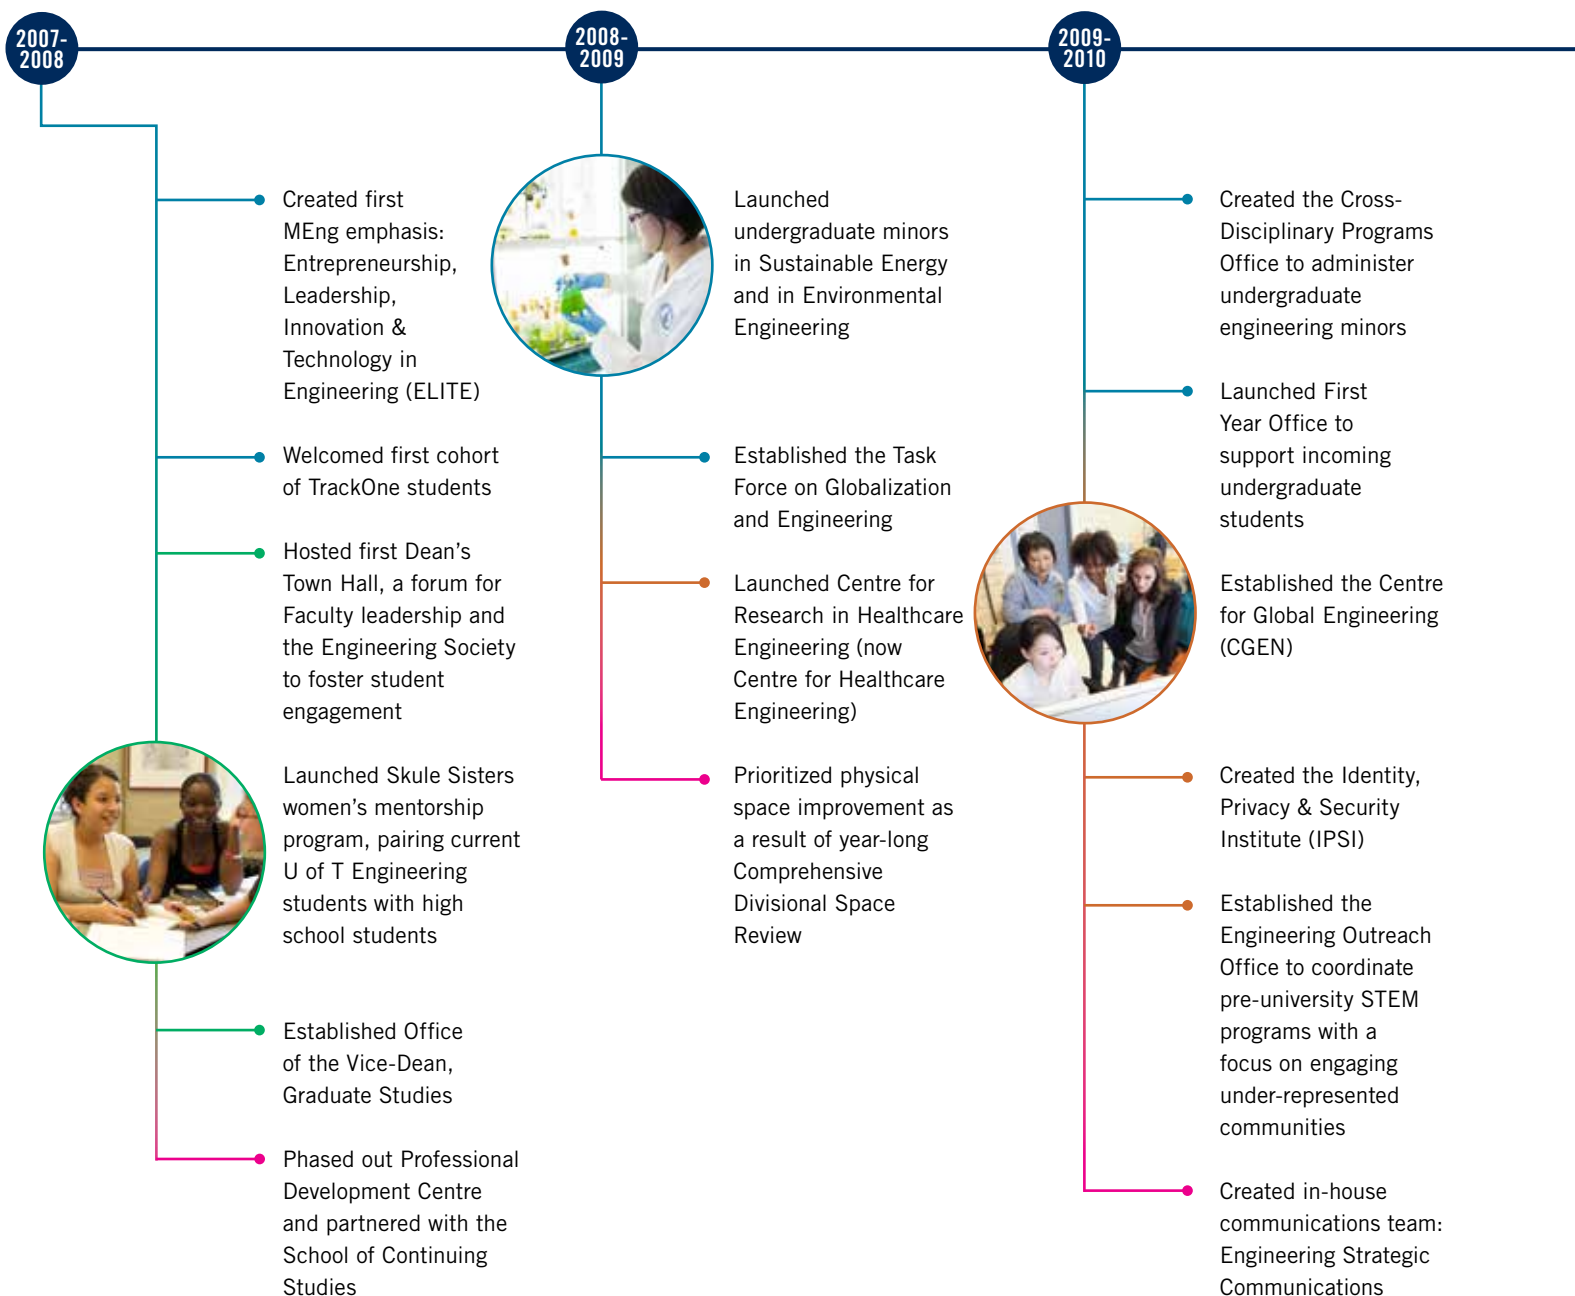 2007-
2008
Created first
MEng emphasis:
Entrepreneurship,
Leadership,
Innovation &
Technology in
Engineering (ELITE)
Welcomed first cohort
of TrackOne students
Hosted first Dean’s
Town Hall, a forum for
Faculty leadership and
the Engineering Society
to foster student
engagement
Launched Skule Sisters
women’s mentorship
program, pairing current
U of T Engineering
students with high
school students
Established Office
of the Vice-Dean,
Graduate Studies
Phased out Professional
Development Centre
and partnered with the
School of Continuing
Studies
2008-
2009
Launched
undergraduate minors
in Sustainable Energy
and in Environmental
Engineering
Established the Task
Force on Globalization
and Engineering
Launched Centre for
Research in Healthcare
Engineering (now
Centre for Healthcare
Engineering)
Prioritized physical
space improvement as
a result of year-long
Comprehensive
Divisional Space
Review
2009-
2010
Created the Cross-
Disciplinary Programs
Office to administer
undergraduate
engineering minors
Launched First
Year Office to
support incoming
undergraduate
students
Established the Centre
for Global Engineering
(CGEN)
Created the Identity,
Privacy & Security
Institute (IPSI)
Established the
Engineering Outreach
Office to coordinate
pre-university STEM
programs with a
focus on engaging
under-represented
communities
Created in-house
communications team:
Engineering Strategic
Communications